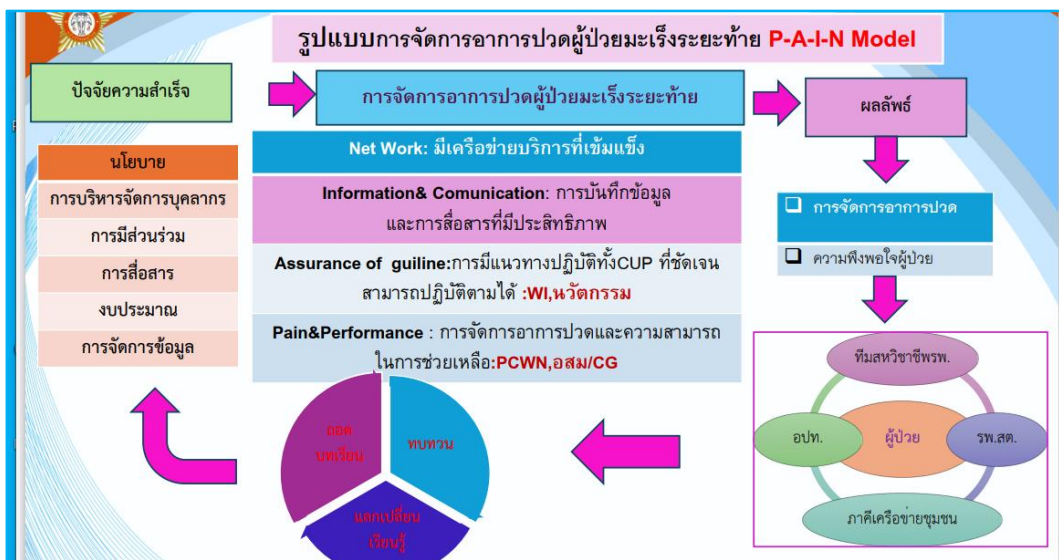 รูปแบบการจัดการอาการปวดผู้ป่วยมะเร็งระยะท้าย P-A-I-N Model
ปัจจัยความสำเร็จ
การจัดการอาการปวดผู้ป่วยมะเร็งระยะท้าย
ผลลัพธ์
นโยบาย
การบริหารจัดการบุคลากร
การมีส่วนร่วม
การสื่อสาร
งบประมาณ
การจัดการข้อมูล
Net Work: มีเครือข่ายบริการที่เข้มแข็ง
Information& Comunication: การบันทึกข้อมูล
และการสื่อสารที่มีประสิทธิภาพ
Assurance of guiline:การมีแนวทางปฏิบัติทั้งCUP ที่ชัดเจน
สามารถปฏิบัติตามได้ :WI,นวัตกรรม
Pain&Performance : การจัดการอาการปวดและความสามารถ
ในการช่วยเหลือ:PCWN,อสม/CG
การจัดการอาการปวด
ความพึงพอใจผู้ป่วย
ทีมสหวิชาชีพรพ.
อปท.
ผู้ป่วย
รพ.สต.
ภาคีเครือข่ายชุมชน
ถอด
บทเรียน
ทบทวน
แลกเปลี่ยน
เรียนรู้